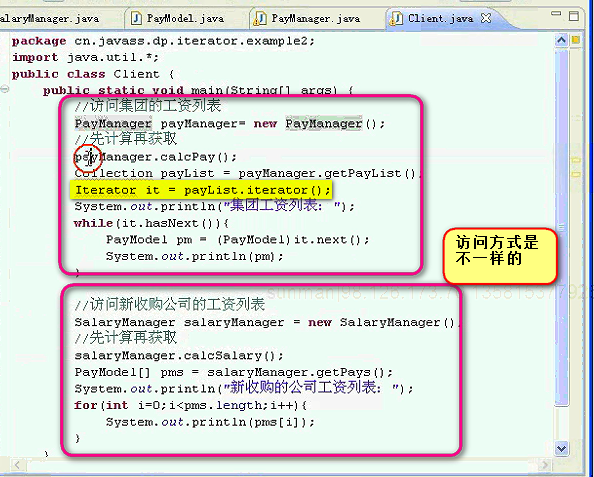 alaryManager.java
PayModel.java
PayManager.java
Client.java
package cn.javass.dp.iterator.example2;
import java.util.*;
public class Client {
public static void main(String[] args) {
//访问集团的工资列表
PayManager payManager= new PayManager();
//先计算再获取
payManager.calcPay();
Collection payList = payManager.getPayList()
Iterator it = payList.iterator();
System.out.println("集团工资列表: ");
while(it.hasNext()){
PayModel pm = (PayModel)it.next();
System.out.println(pm);
}
访问方式是
不一样的
//访问新收购公司的工资列表
SalaryManager salaryManager = new SalaryManager()
//先计算再获取
salaryManager.calcSalary();
PayModel[] pms = salaryManager.getPays();
System.out.println("新收购的公司工资列表: ");
for(int i=0;i<pms.length;i++){
System.out.println(pms[i]);
}
}